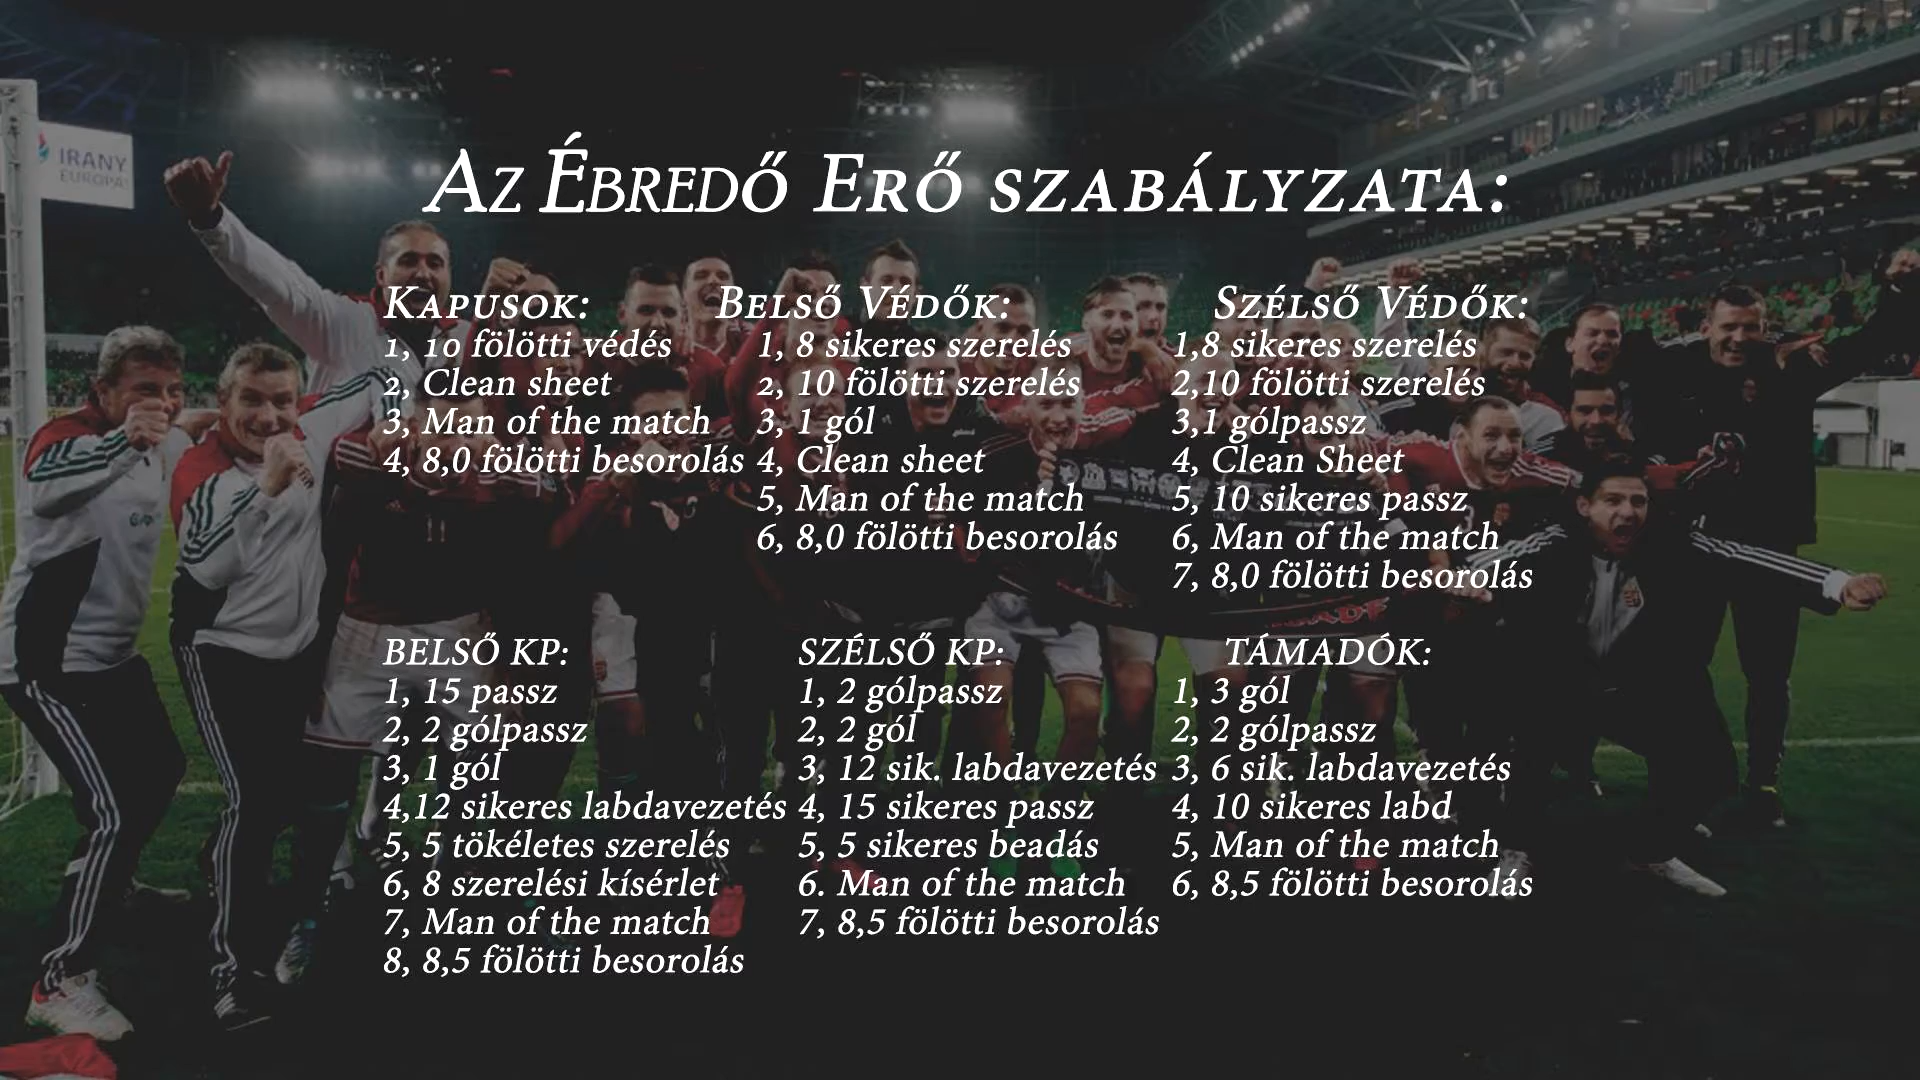 IRANY
EUROPA!
Az Ébredő Erő szabályzata:
Kapusok:
1, 10 fölötti védés
2, Clean sheet
3, Man of the match
4, 8,0 fölötti besorolás
Belső Védők:
1, 8 sikeres szerelés
2, 10 fölötti szerelés
3, 1 gól
4, Clean sheet
5, Man of the match
6, 8,0 fölötti besorolás
Szélső Védők:
1,8 sikeres szerelés
2,10 fölötti szerelés
3,1 gólpassz
4, Clean Sheet
5, 10 sikeres passz
6, Man of the match
7, 8,0 fölötti besorolás
BELSŐ KP:
1, 15 passz
2, 2 gólpassz
3, 1 gól
4,12 sikeres labdavezetés
5, 5 tökéletes szerelés
6, 8 szerelési kísérlet
7, Man of the match
8, 8,5 fölötti besorolás
SZÉLSŐ KP:
1, 2 gólpassz
2, 2 gól
3, 12 sik. labdavezetés
4, 15 sikeres passz
5, 5 sikeres beadás
6. Man of the match
7, 8,5 fölötti besorolás
TÁMADÓK:
1, 3 gól
2, 2 gólpassz
3, 6 sik. labdavezetés
4, 10 sikeres labd
5, Man of the match
6, 8,5 fölötti besorolás